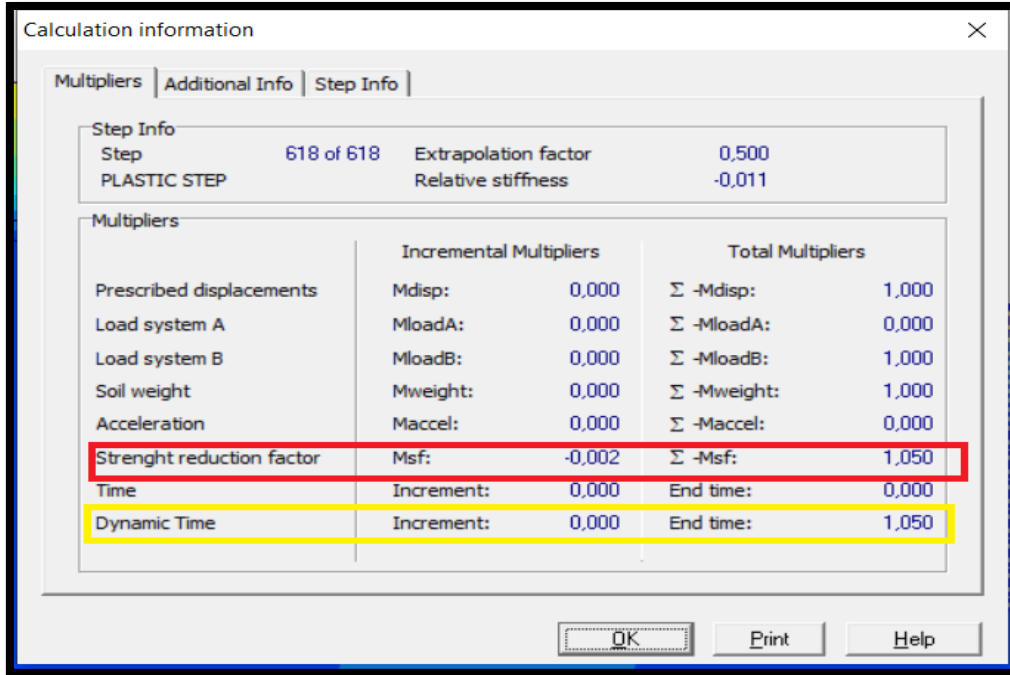 Calculation information
Multipliers Additional Info Step Info
Step Info
Step 618 of 618 Extrapolation factor 0,500
PLASTIC STEP Relative stiffness -0,011
Multipliers
Incremental Multipliers Total Multipliers
Prescribed displacements Mdisp: 0,000 Σ -Mdisp: 1,000
Load system A MloadA: 0,000 Σ -MloadA: 0,000
Load system B MloadB: 0,000 Σ -MloadB: 1,000
Soil weight Mweight: 0,000 Σ -Mweight: 1,000
Acceleration Maccel: 0,000 Σ -Maccel: 0,000
Strenght reduction factor Msf: -0,002 Σ -Msf: 1,050
Time Increment: 0,000 End time: 0,000
Dynamic Time Increment: 0,000 End time: 1,050
OK Print Help